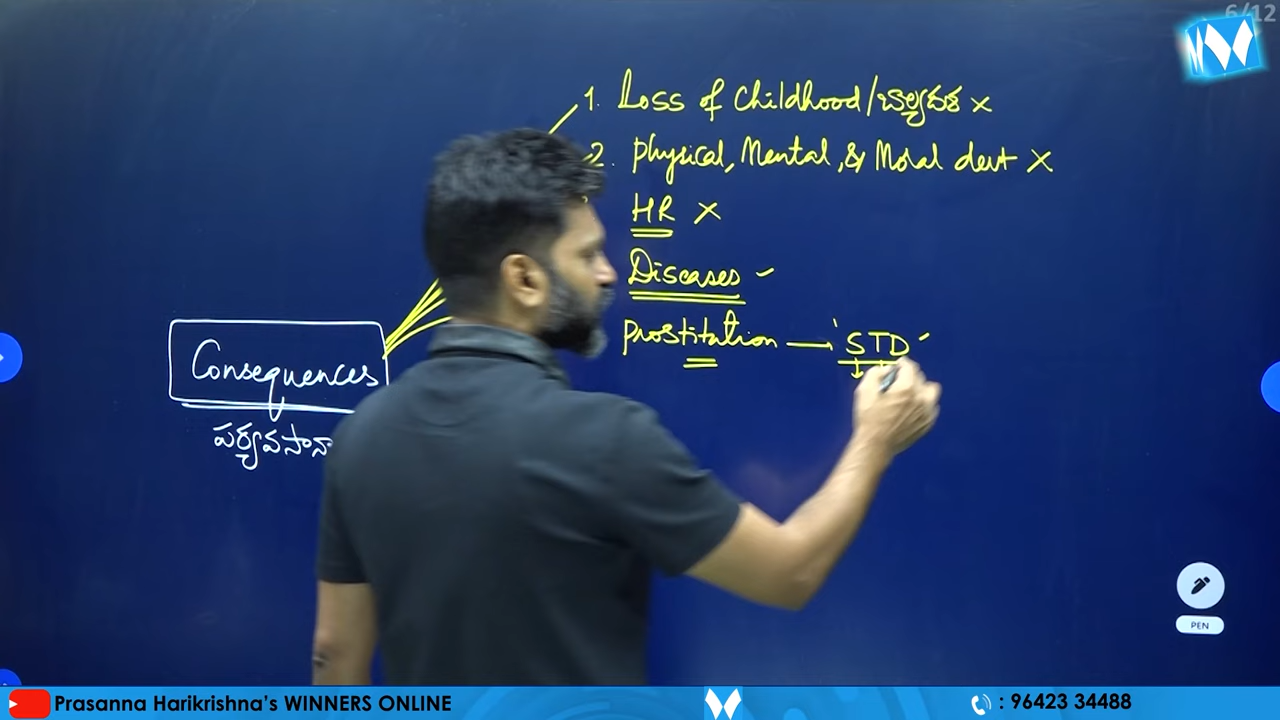 6/12
1. Loss of Childhood/బాల్యదశ x
2. Physical, Mental, & Moral devt X
HR X
Diseases
Prostitution — STD
Consequences
పర్యవసానా
PEN
Prasanna Harikrishna's WINNERS ONLINE
W
: 96423 34488